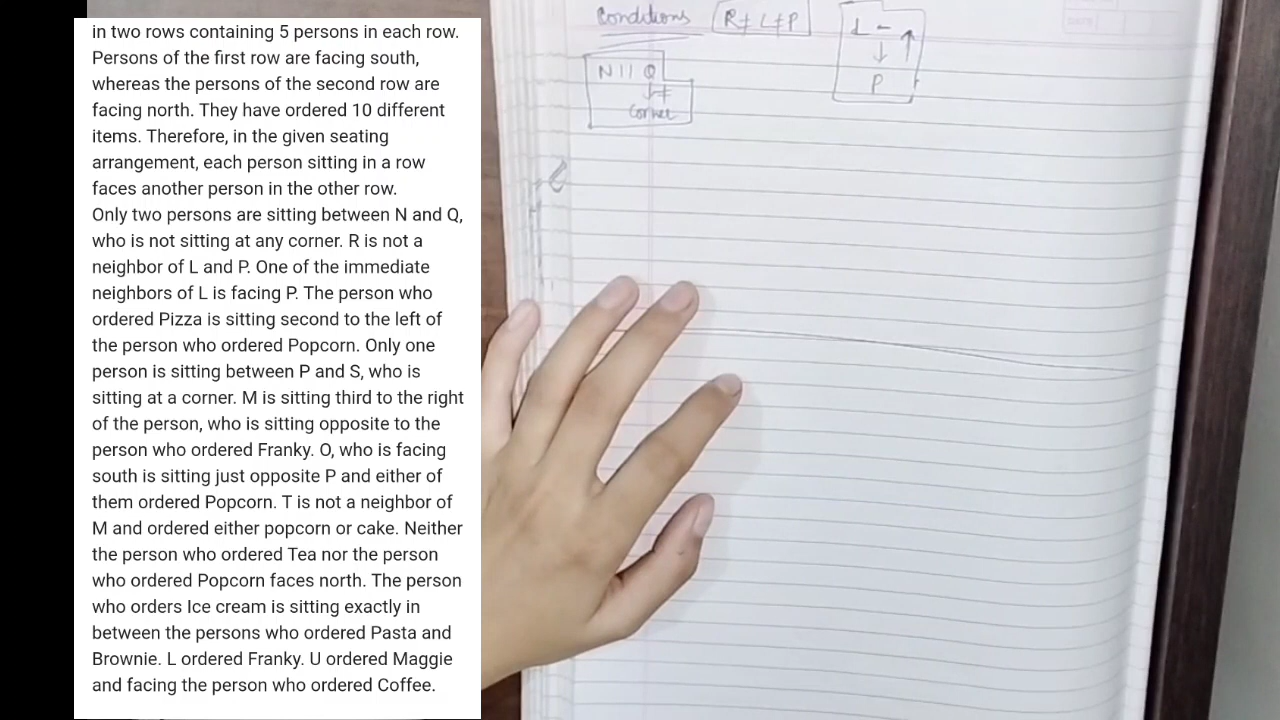 in two rows containing 5 persons in each row.
Persons of the first row are facing south,
whereas the persons of the second row are
facing north. They have ordered 10 different
items. Therefore, in the given seating
arrangement, each person sitting in a row
faces another person in the other row.
Only two persons are sitting between N and Q,
who is not sitting at any corner. R is not a
neighbor of L and P. One of the immediate
neighbors of L is facing P. The person who
ordered Pizza is sitting second to the left of
the person who ordered Popcorn. Only one
person is sitting between P and S, who is
sitting at a corner. M is sitting third to the right
of the person, who is sitting opposite to the
person who ordered Franky. O, who is facing
south is sitting just opposite P and either of
them ordered Popcorn. T is not a neighbor of
M and ordered either popcorn or cake. Neither
the person who ordered Tea nor the person
who ordered Popcorn faces north. The person
who orders Ice cream is sitting exactly in
between the persons who ordered Pasta and
Brownie. L ordered Franky. U ordered Maggie
and facing the person who ordered Coffee.
Conditions
R ≠ L ≠ P
L – ↑
↓
P
N || Q
↓ ≠
corner